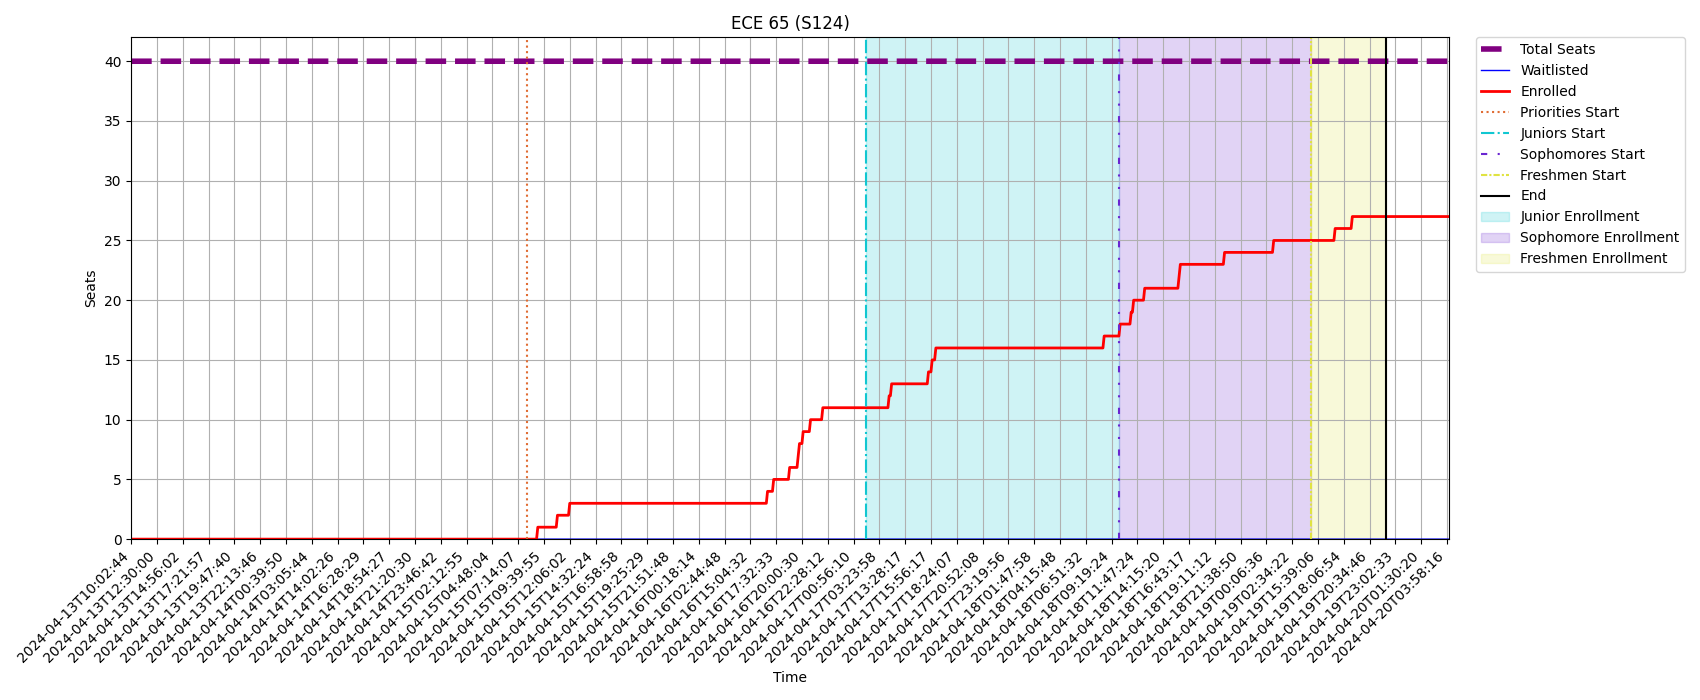 ECE 65 (S124)
Total Seats
Waitlisted
Enrolled
Priorities Start
Juniors Start
Sophomores Start
Freshmen Start
End
Junior Enrollment
Sophomore Enrollment
Freshmen Enrollment
Seats
40
35
30
25
20
15
10
5
0
2024-04-13T10:02:44
2024-04-13T12:30:00
2024-04-13T14:56:02
2024-04-13T17:21:57
2024-04-13T19:47:40
2024-04-13T22:13:46
2024-04-14T00:39:50
2024-04-14T03:05:44
2024-04-14T14:02:26
2024-04-14T16:28:29
2024-04-14T18:54:27
2024-04-14T21:20:30
2024-04-14T23:46:42
2024-04-15T02:12:55
2024-04-15T04:48:04
2024-04-15T07:14:07
2024-04-15T09:39:55
2024-04-15T12:06:02
2024-04-15T14:32:24
2024-04-15T16:58:58
2024-04-15T19:25:29
2024-04-15T21:51:48
2024-04-16T00:18:14
2024-04-16T02:44:48
2024-04-16T15:04:32
2024-04-16T17:32:33
2024-04-16T20:00:30
2024-04-16T22:28:12
2024-04-17T00:56:10
2024-04-17T03:23:58
2024-04-17T13:28:17
2024-04-17T15:56:17
2024-04-17T18:24:07
2024-04-17T20:52:08
2024-04-17T23:19:56
2024-04-18T01:47:58
2024-04-18T04:15:48
2024-04-18T06:51:32
2024-04-18T09:19:24
2024-04-18T11:47:24
2024-04-18T14:15:20
2024-04-18T16:43:17
2024-04-18T19:11:12
2024-04-18T21:38:50
2024-04-19T00:06:36
2024-04-19T02:34:22
2024-04-19T15:39:06
2024-04-19T18:06:54
2024-04-19T20:34:46
2024-04-19T23:02:33
2024-04-20T01:30:20
2024-04-20T03:58:16
Time